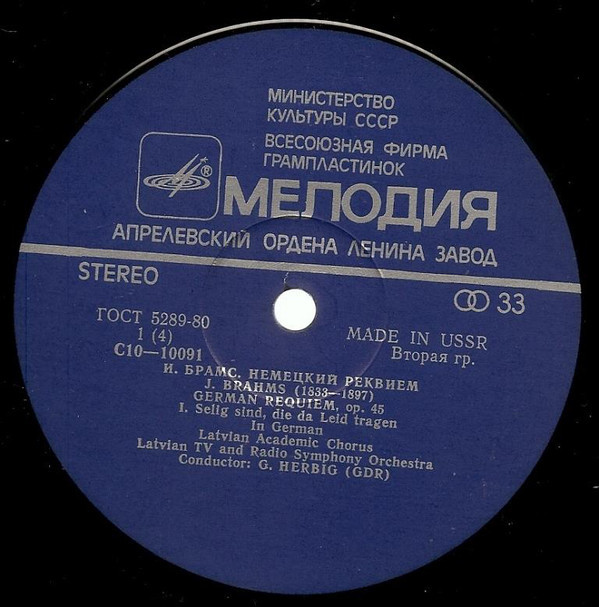 МИНИСТЕРСТВО
КУЛЬТУРЫ СССР
ВСЕСОЮЗНАЯ ФИРМА
ГРАМПЛАСТИНОК
®
МЕЛОДИЯ
АПРЕЛЕВСКИЙ ОРДЕНА ЛЕНИНА ЗАВОД
STEREO
33
ГОСТ 5289-80
1 (4)
С10—10091
MADE IN USSR
Вторая гр.
И. БРАМС. НЕМЕЦКИЙ РЕКВИЕМ
J. BRAHMS (1833—1897)
GERMAN REQUIEM, op. 45
I. Selig sind, die da Leid tragen
In German
Latvian Academic Chorus
Latvian TV and Radio Symphony Orchestra
Conductor: G. HERBIG (GDR)